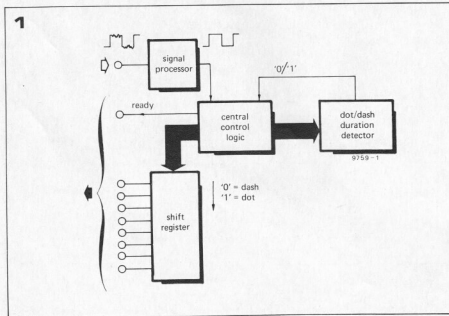 1
signal
processor
'0'/'1'
ready
central
control
logic
dot/dash
duration
detector
9759 - 1
'0' = dash
'1' = dot
shift
register